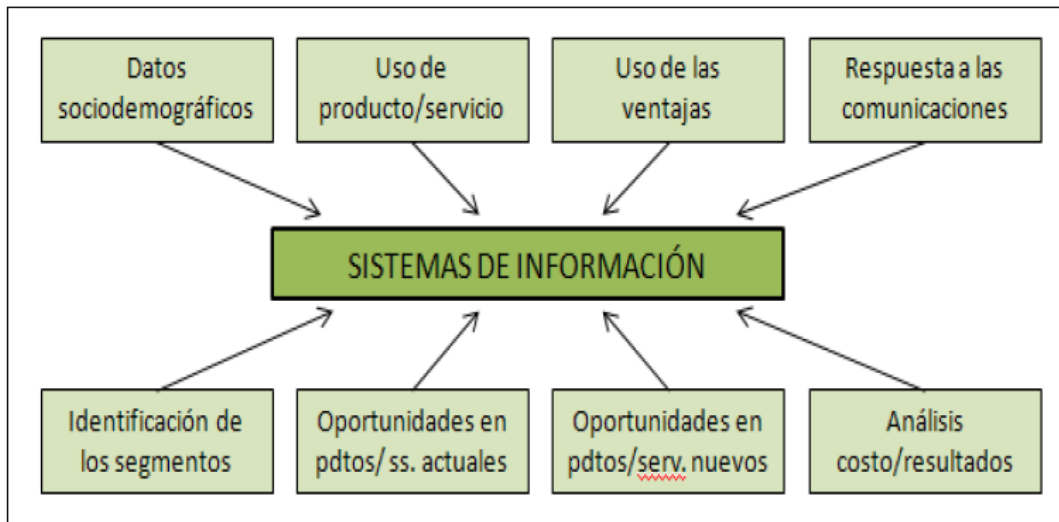 Datos
sociodemográficos
Uso de
producto/servicio
Uso de las
ventajas
Respuesta a las
comunicaciones
SISTEMAS DE INFORMACIÓN
Identificación de
los segmentos
Oportunidades en
pdtos/ ss. actuales
Oportunidades en
pdtos/serv. nuevos
Análisis
costo/resultados